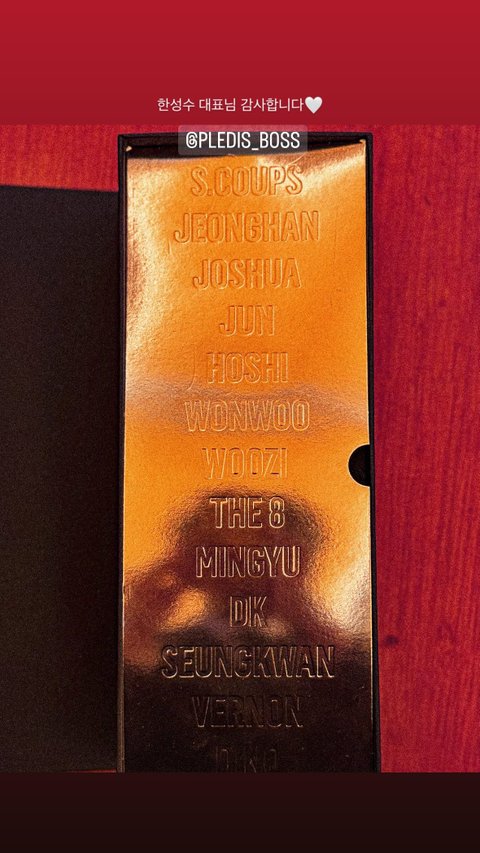 한성수 대표님 감사합니다🤍
@PLEDIS_BOSS
S.COUPS
JEONGHAN
JOSHUA
JUN
HOSHI
WONWOO
WOOZI
THE 8
MINGYU
DK
SEUNGKWAN
VERNON
DINO